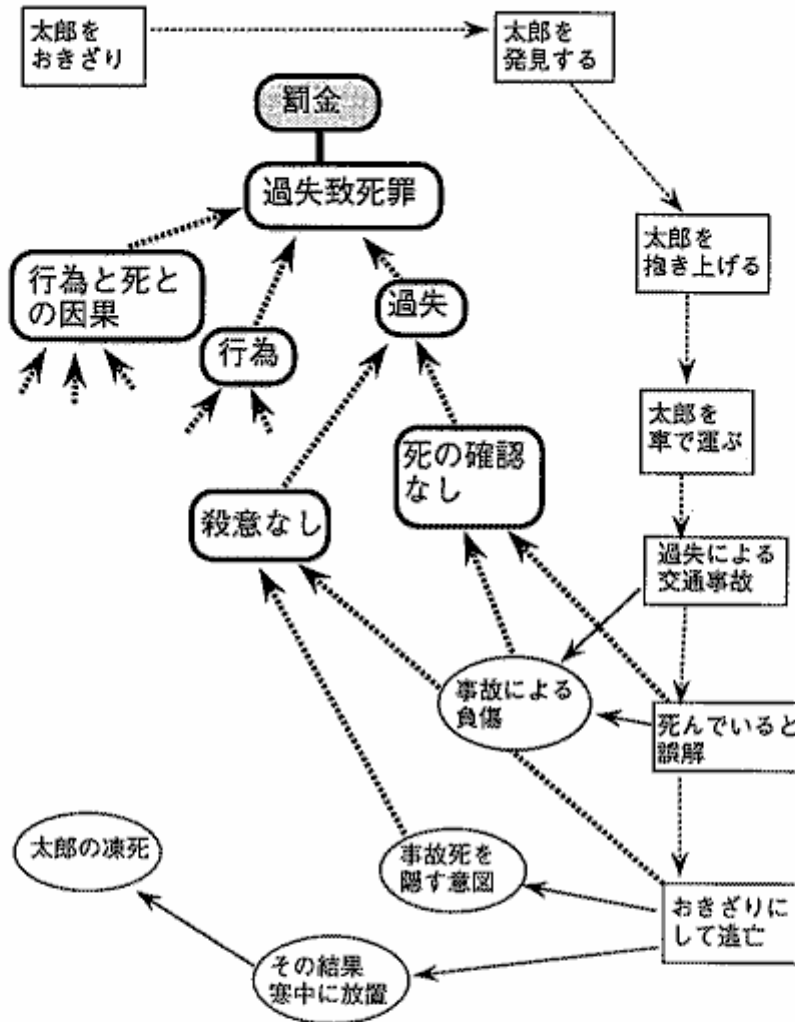 太郎を
おきざり
太郎を
発見する
罰金
過失致死罪
太郎を
抱き上げる
行為と死と
の因果
過失
行為
太郎を
車で運ぶ
死の確認
なし
殺意なし
過失による
交通事故
事故による
負傷
死んでいると
誤解
太郎の凍死
事故死を
隠す意図
おきざりに
して逃亡
その結果
寒中に放置